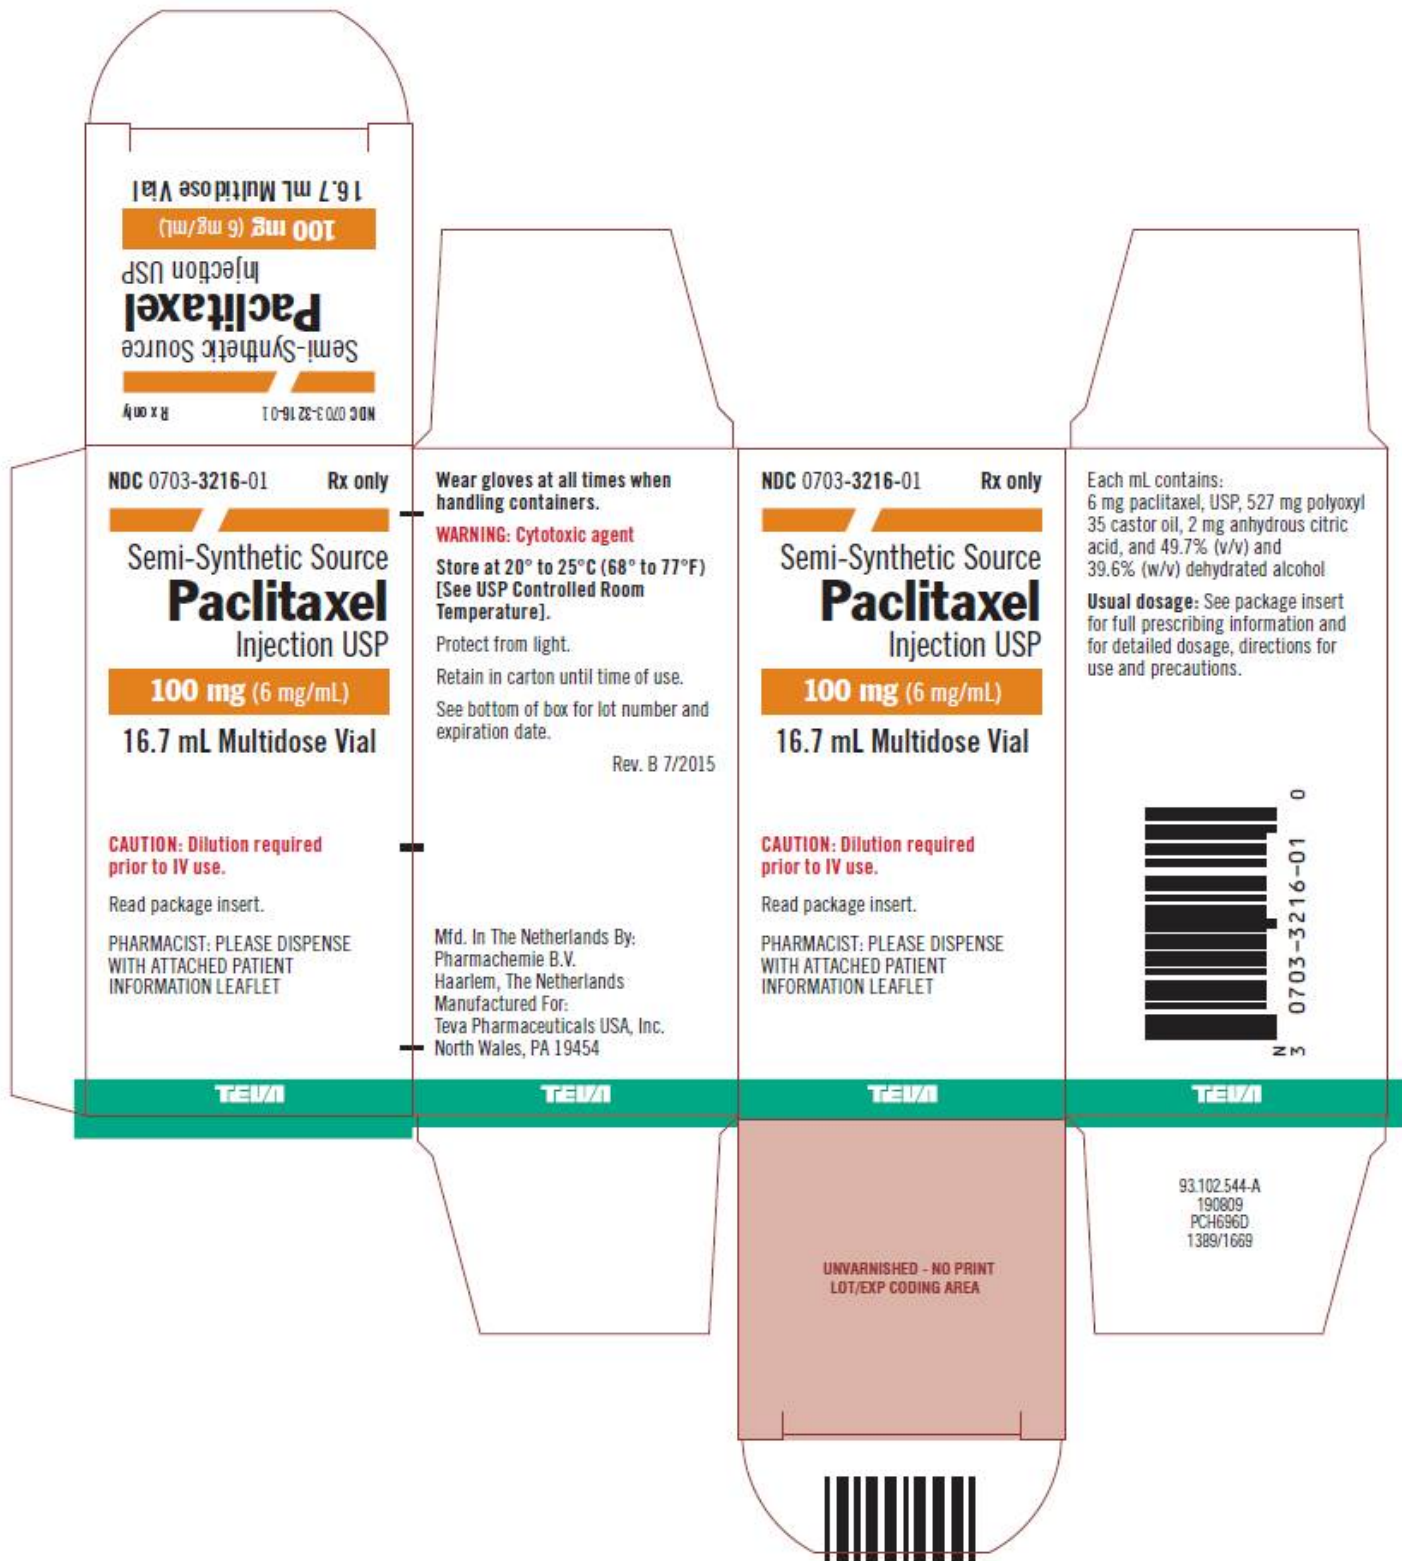 16.7 mL Multidose Vial
100 mg (6 mg/mL)
Injection USP
Paclitaxel
Semi-Synthetic Source
NDC 0703-3216-01 Rx only
NDC 0703-3216-01 Rx only
Semi-Synthetic Source
Paclitaxel
Injection USP
100 mg (6 mg/mL)
16.7 mL Multidose Vial
CAUTION: Dilution required
prior to IV use.
Read package insert.
PHARMACIST: PLEASE DISPENSE
WITH ATTACHED PATIENT
INFORMATION LEAFLET
TEVA
Wear gloves at all times when
handling containers.
WARNING: Cytotoxic agent
Store at 20° to 25°C (68° to 77°F)
[See USP Controlled Room
Temperature].
Protect from light.
Retain in carton until time of use.
See bottom of box for lot number and
expiration date.
Rev. B 7/2015
Mfd. In The Netherlands By:
Pharmachemie B.V.
Haarlem, The Netherlands
Manufactured For:
Teva Pharmaceuticals USA, Inc.
North Wales, PA 19454
TEVA
NDC 0703-3216-01 Rx only
Semi-Synthetic Source
Paclitaxel
Injection USP
100 mg (6 mg/mL)
16.7 mL Multidose Vial
CAUTION: Dilution required
prior to IV use.
Read package insert.
PHARMACIST: PLEASE DISPENSE
WITH ATTACHED PATIENT
INFORMATION LEAFLET
TEVA
Each mL contains:
6 mg paclitaxel, USP, 527 mg polyoxyl
35 castor oil, 2 mg anhydrous citric
acid, and 49.7% (v/v) and
39.6% (w/v) dehydrated alcohol
Usual dosage: See package insert
for full prescribing information and
for detailed dosage, directions for
use and precautions.
N
3 0703-3216-01 0
TEVA
UNVARNISHED - NO PRINT
LOT/EXP CODING AREA
93.102.544-A
190809
PCH696D
1389/1669